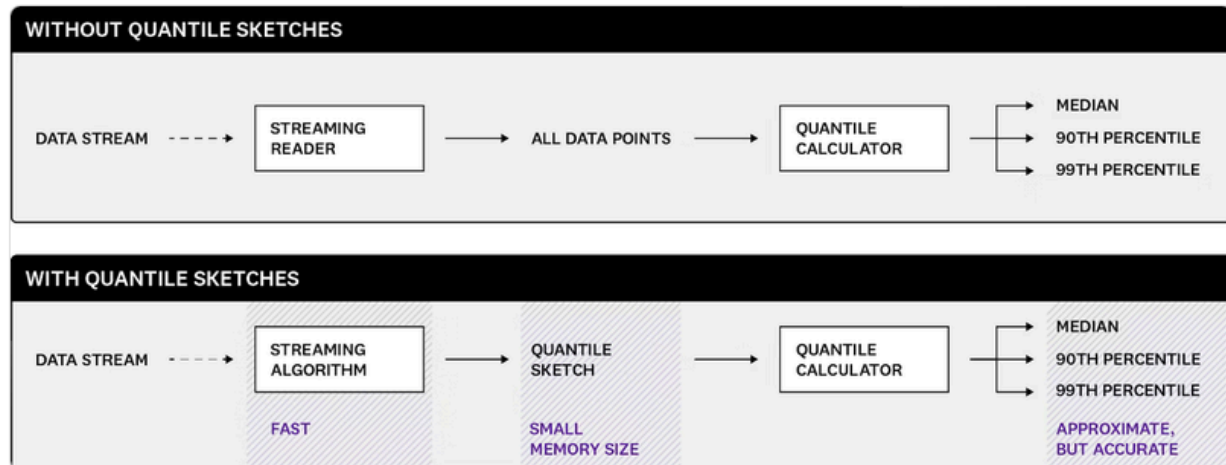 WITHOUT QUANTILE SKETCHES
DATA STREAM
STREAMING
READER
ALL DATA POINTS
QUANTILE
CALCULATOR
MEDIAN
90TH PERCENTILE
99TH PERCENTILE
WITH QUANTILE SKETCHES
DATA STREAM
STREAMING
ALGORITHM
FAST
QUANTILE
SKETCH
SMALL
MEMORY SIZE
QUANTILE
CALCULATOR
MEDIAN
90TH PERCENTILE
99TH PERCENTILE
APPROXIMATE,
BUT ACCURATE